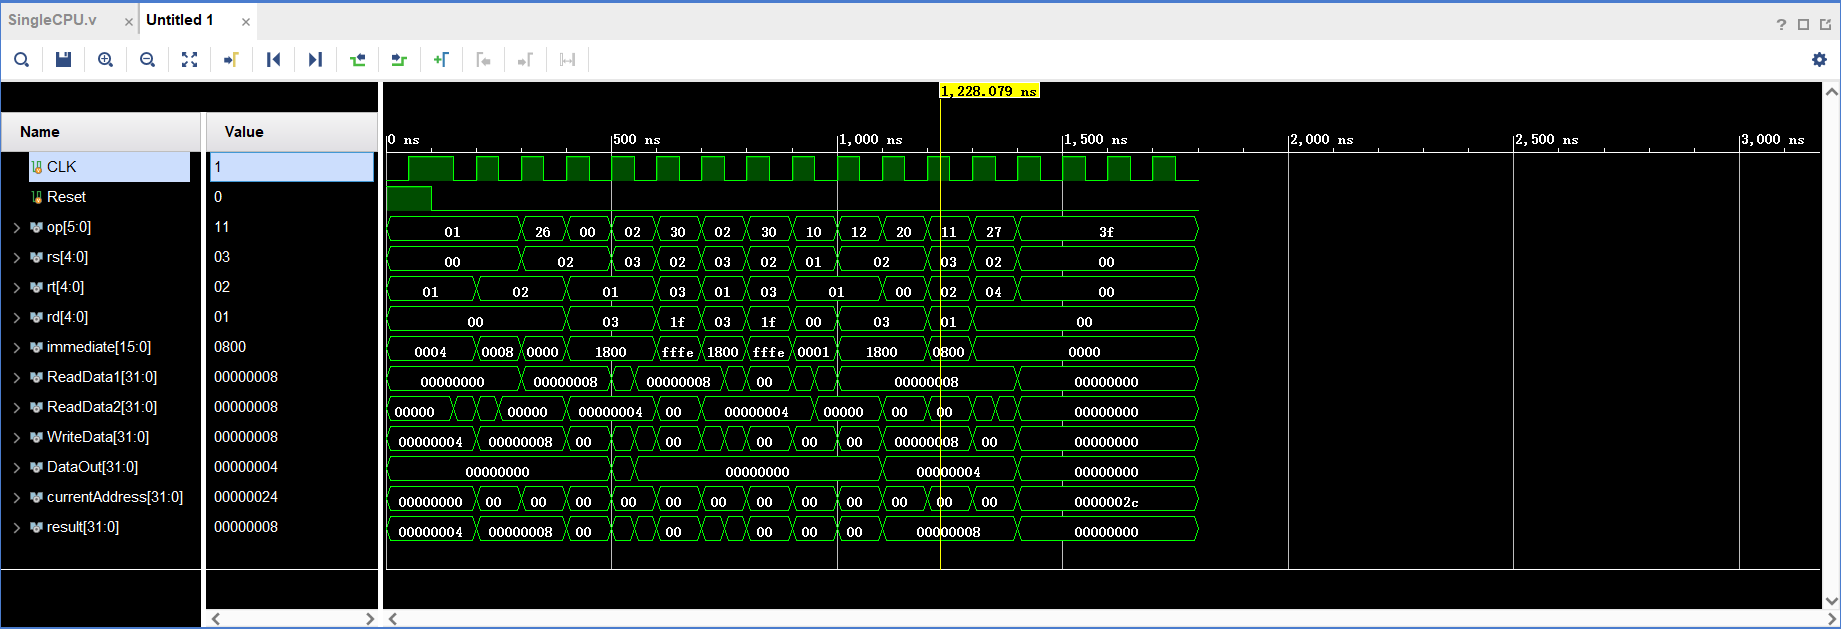 SingleCPU.v × Untitled 1 ×
?
1,228.079 ns
Name Value
0 ns 500 ns 1,000 ns 1,500 ns 2,000 ns 2,500 ns 3,000 ns
CLK 1
Reset 0
op[5:0] 11 01 26 00 02 30 02 30 10 12 20 11 27 3f
rs[4:0] 03 00 02 03 02 03 02 01 02 03 02 00
rt[4:0] 02 01 02 01 03 01 03 01 00 02 04 00
rd[4:0] 01 00 03 1f 03 1f 00 03 01 00
immediate[15:0] 0800 0004 0008 0000 1800 fffe 1800 fffe 0001 1800 0800 0000
ReadData1[31:0] 00000008 00000000 00000008 00000008 00 00000008 00000000
ReadData2[31:0] 00000008 00000 00000 00000004 00 00000004 00000 00 00 00000000
WriteData[31:0] 00000008 00000004 00000008 00 00 00 00 00 00000008 00 00000000
DataOut[31:0] 00000004 00000000 00000000 00000004 00000000
currentAddress[31:0] 00000024 00000000 00 00 00 00 00 00 00 00 00 00 00 00 0000002c
result[31:0] 00000008 00000004 00000008 00 00 00 00 00 00000008 00000000